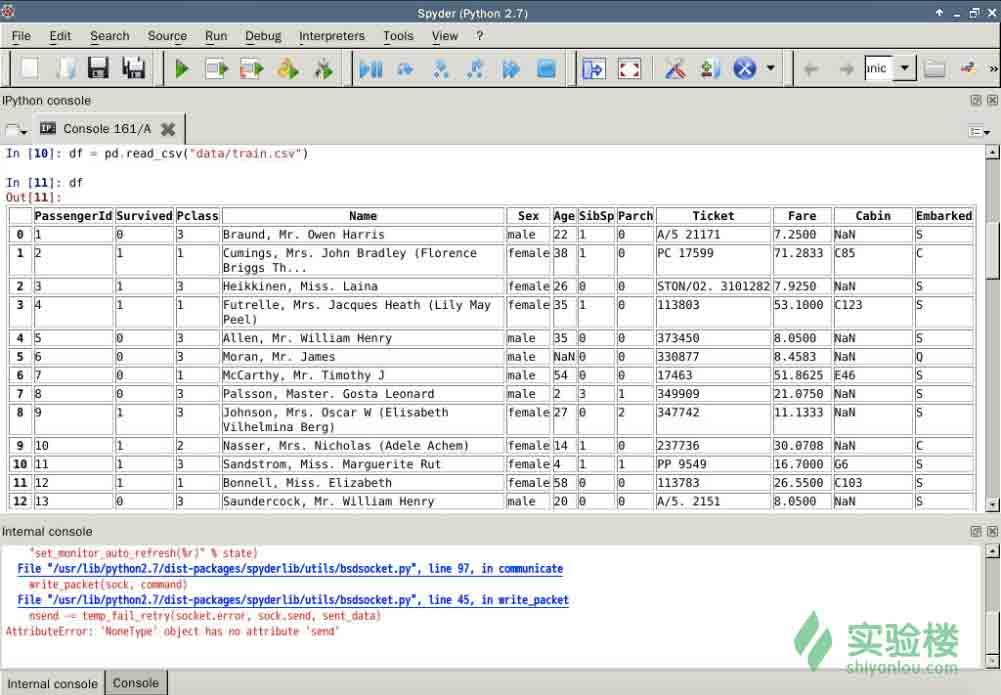 Spyder (Python 2.7)
File Edit Search Source Run Debug Interpreters Tools View ?
anic
IPython console
IP: Console 161/A
In [10]: df = pd.read_csv("data/train.csv")
In [11]: df
Out[11]:
PassengerId Survived Pclass Name Sex Age SibSp Parch Ticket Fare Cabin Embarked
0 1 0 3 Braund, Mr. Owen Harris male 22 1 0 A/5 21171 7.2500 NaN S
1 2 1 1 Cumings, Mrs. John Bradley (Florence female 38 1 0 PC 17599 71.2833 C85 C
Briggs Th...
2 3 1 3 Heikkinen, Miss. Laina female 26 0 0 STON/O2. 3101282 7.9250 NaN S
3 4 1 1 Futrelle, Mrs. Jacques Heath (Lily May female 35 1 0 113803 53.1000 C123 S
Peel)
4 5 0 3 Allen, Mr. William Henry male 35 0 0 373450 8.0500 NaN S
5 6 0 3 Moran, Mr. James male NaN 0 0 330877 8.4583 NaN Q
6 7 0 1 McCarthy, Mr. Timothy J male 54 0 0 17463 51.8625 E46 S
7 8 0 3 Palsson, Master. Gosta Leonard male 2 3 1 349909 21.0750 NaN S
8 9 1 3 Johnson, Mrs. Oscar W (Elisabeth female 27 0 2 347742 11.1333 NaN S
Vilhelmina Berg)
9 10 1 2 Nasser, Mrs. Nicholas (Adele Achem) female 14 1 0 237736 30.0708 NaN C
10 11 1 3 Sandstrom, Miss. Marguerite Rut female 4 1 1 PP 9549 16.7000 G6 S
11 12 1 1 Bonnell, Miss. Elizabeth female 58 0 0 113783 26.5500 C103 S
12 13 0 3 Saundercock, Mr. William Henry male 20 0 0 A/5. 2151 8.0500 NaN S
Internal console
"set_monitor_auto_refresh(%r)" % state)
File "/usr/lib/python2.7/dist-packages/spyderlib/utils/bsdsocket.py", line 97, in communicate
write_packet(sock, command)
File "/usr/lib/python2.7/dist-packages/spyderlib/utils/bsdsocket.py", line 45, in write_packet
nsend -= temp_fail_retry(socket.error, sock.send, sent_data)
AttributeError: 'NoneType' object has no attribute 'send'
实验楼
shiyanlou.com
Internal console Console